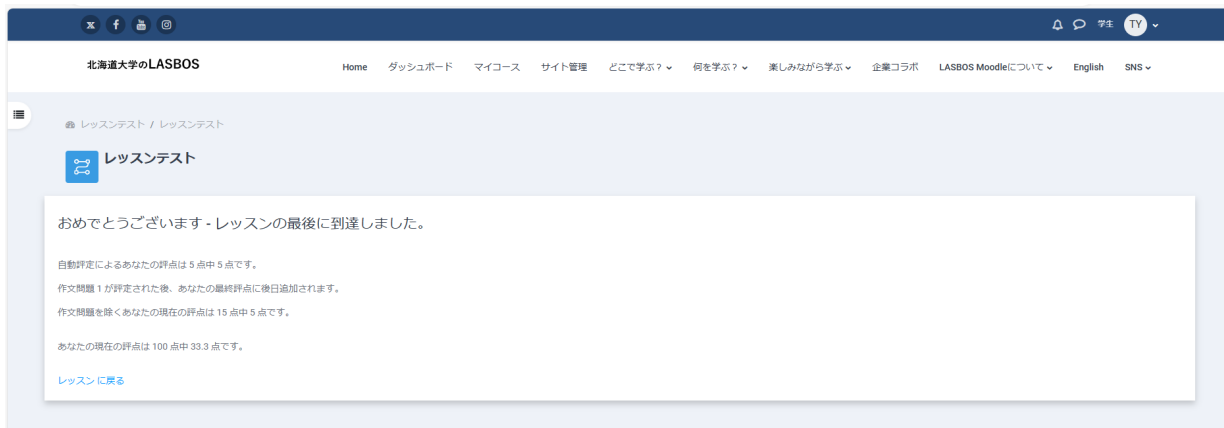 学生 TY
北海道大学のLASBOS
Home ダッシュボード マイコース サイト管理 どこで学ぶ? 何を学ぶ? 楽しみながら学ぶ 企業コラボ LASBOS Moodleについて English SNS
レッスンテスト / レッスンテスト
レッスンテスト
おめでとうございます - レッスンの最後に到達しました。
自動評定によるあなたの評点は 5 点中 5 点です。
作文問題 1 が評定された後、あなたの最終評点に後日追加されます。
作文問題を除くあなたの現在の評点は 15 点中 5 点です。
あなたの現在の評点は 100 点中 33.3 点です。
レッスン に戻る